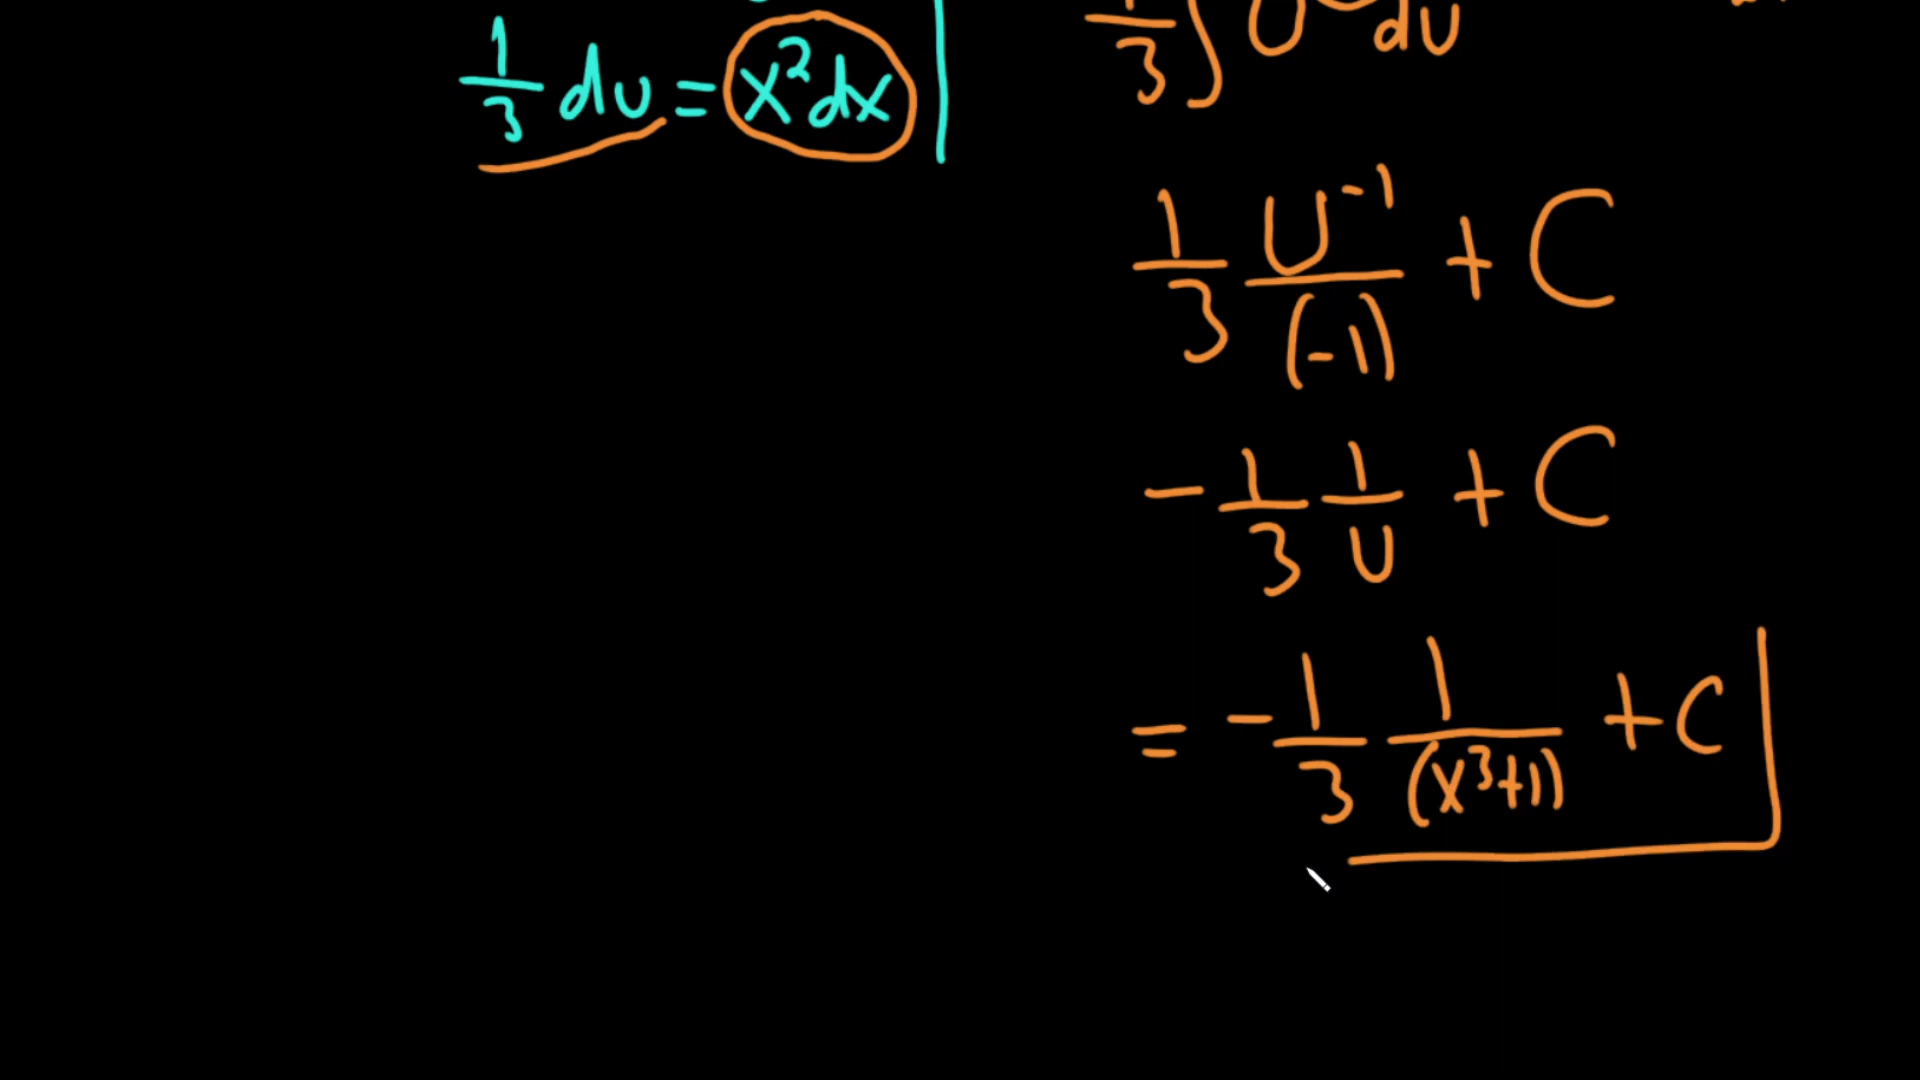 1/3 du = x²dx
1/3 ∫ U du
1/3 U⁻¹/(-1) + C
- 1/3 1/U + C
= - 1/3 1/(x³+1) + C